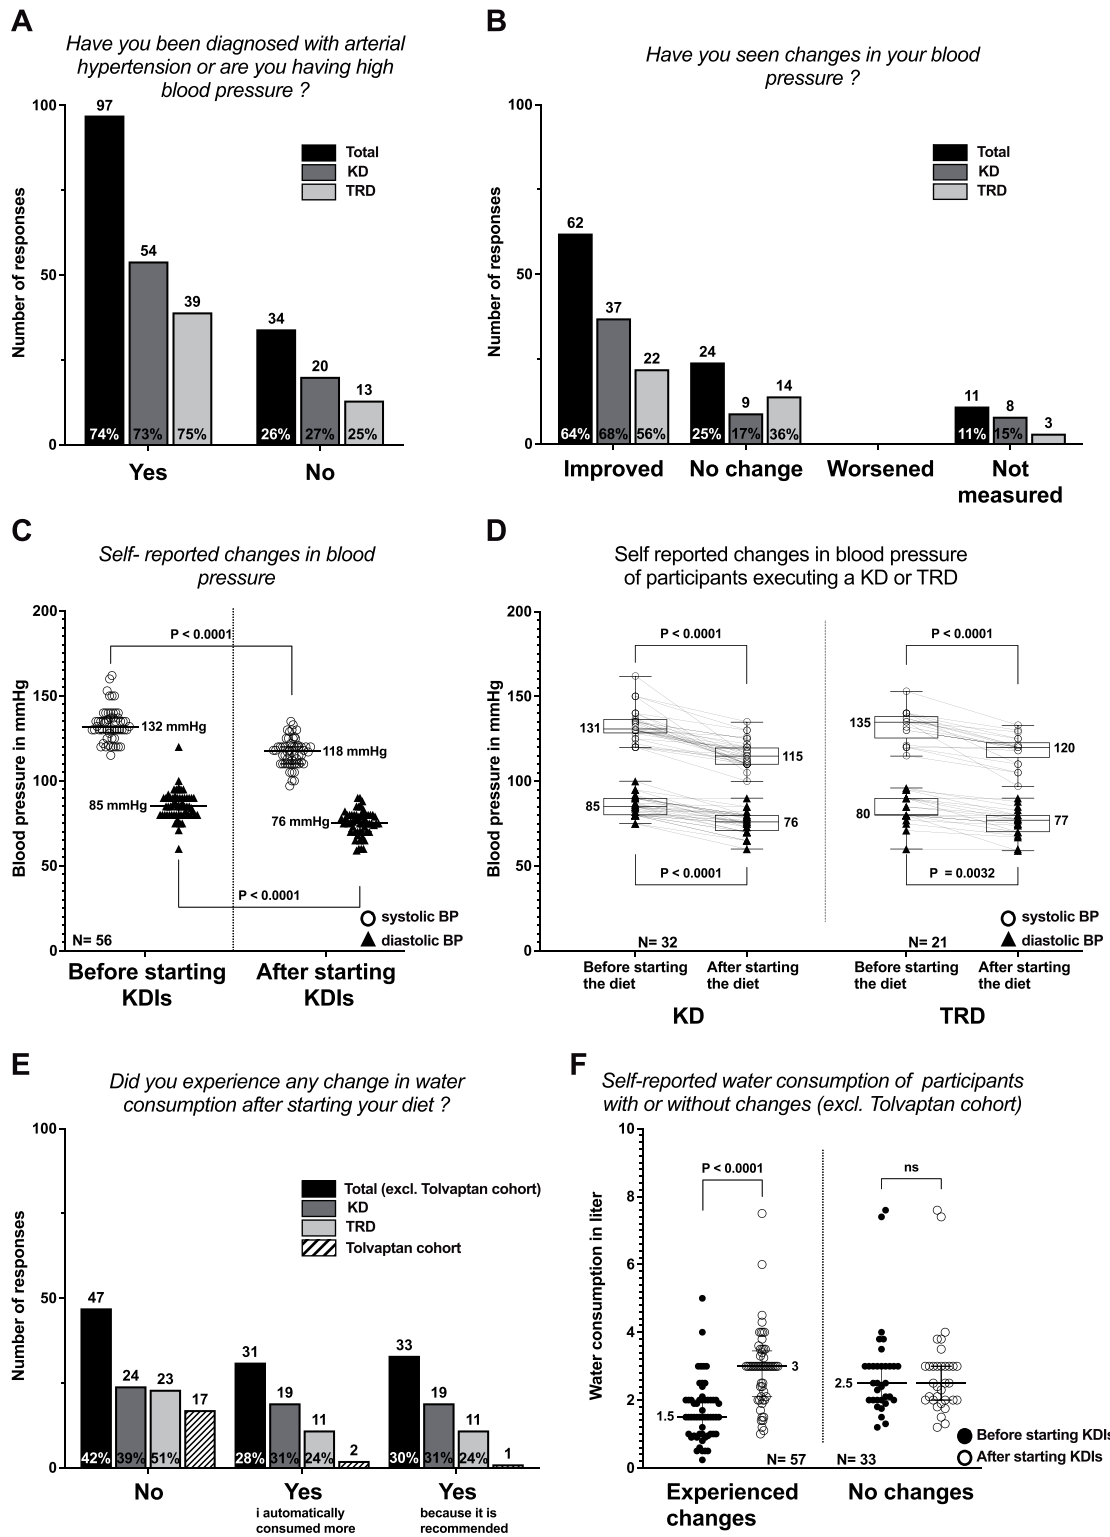 A
Have you been diagnosed with arterial
hypertension or are you having high
blood pressure ?
100
50
0
Number of responses
97
54
39
34
20
13
74%
73%
75%
26%
27%
25%
Total
KD
TRD
Yes
No
B
Have you seen changes in your blood
pressure ?
100
50
0
Number of responses
Total
KD
TRD
62
37
22
24
9
14
11
8
3
64%
68%
56%
25%
17%
36%
11%
15%
Improved
No change
Worsened
Not
measured
C
Self- reported changes in blood
pressure
200
150
100
50
0
Blood pressure in mmHg
P < 0.0001
132 mmHg
118 mmHg
85 mmHg
76 mmHg
P < 0.0001
systolic BP
diastolic BP
N= 56
Before starting
KDIs
After starting
KDIs
D
Self reported changes in blood pressure
of participants executing a KD or TRD
200
150
100
50
0
Blood pressure in mmHg
P < 0.0001
P < 0.0001
131
115
135
120
85
76
80
77
P < 0.0001
P = 0.0032
systolic BP
diastolic BP
N= 32
N= 21
Before starting
the diet
After starting
the diet
Before starting
the diet
After starting
the diet
KD
TRD
E
Did you experience any change in water
consumption after starting your diet ?
100
50
0
Number of responses
Total (excl. Tolvaptan cohort)
KD
TRD
Tolvaptan cohort
47
24
23
17
31
19
11
2
33
19
11
1
42%
39%
51%
28%
31%
24%
30%
31%
24%
No
Yes
i automatically
consumed more
Yes
because it is
recommended
F
Self-reported water consumption of participants
with or without changes (excl. Tolvaptan cohort)
10
8
6
4
2
0
Water consumption in liter
P < 0.0001
ns
1.5
3
2.5
N= 57
N= 33
Before starting KDIs
After starting KDIs
Experienced
changes
No changes